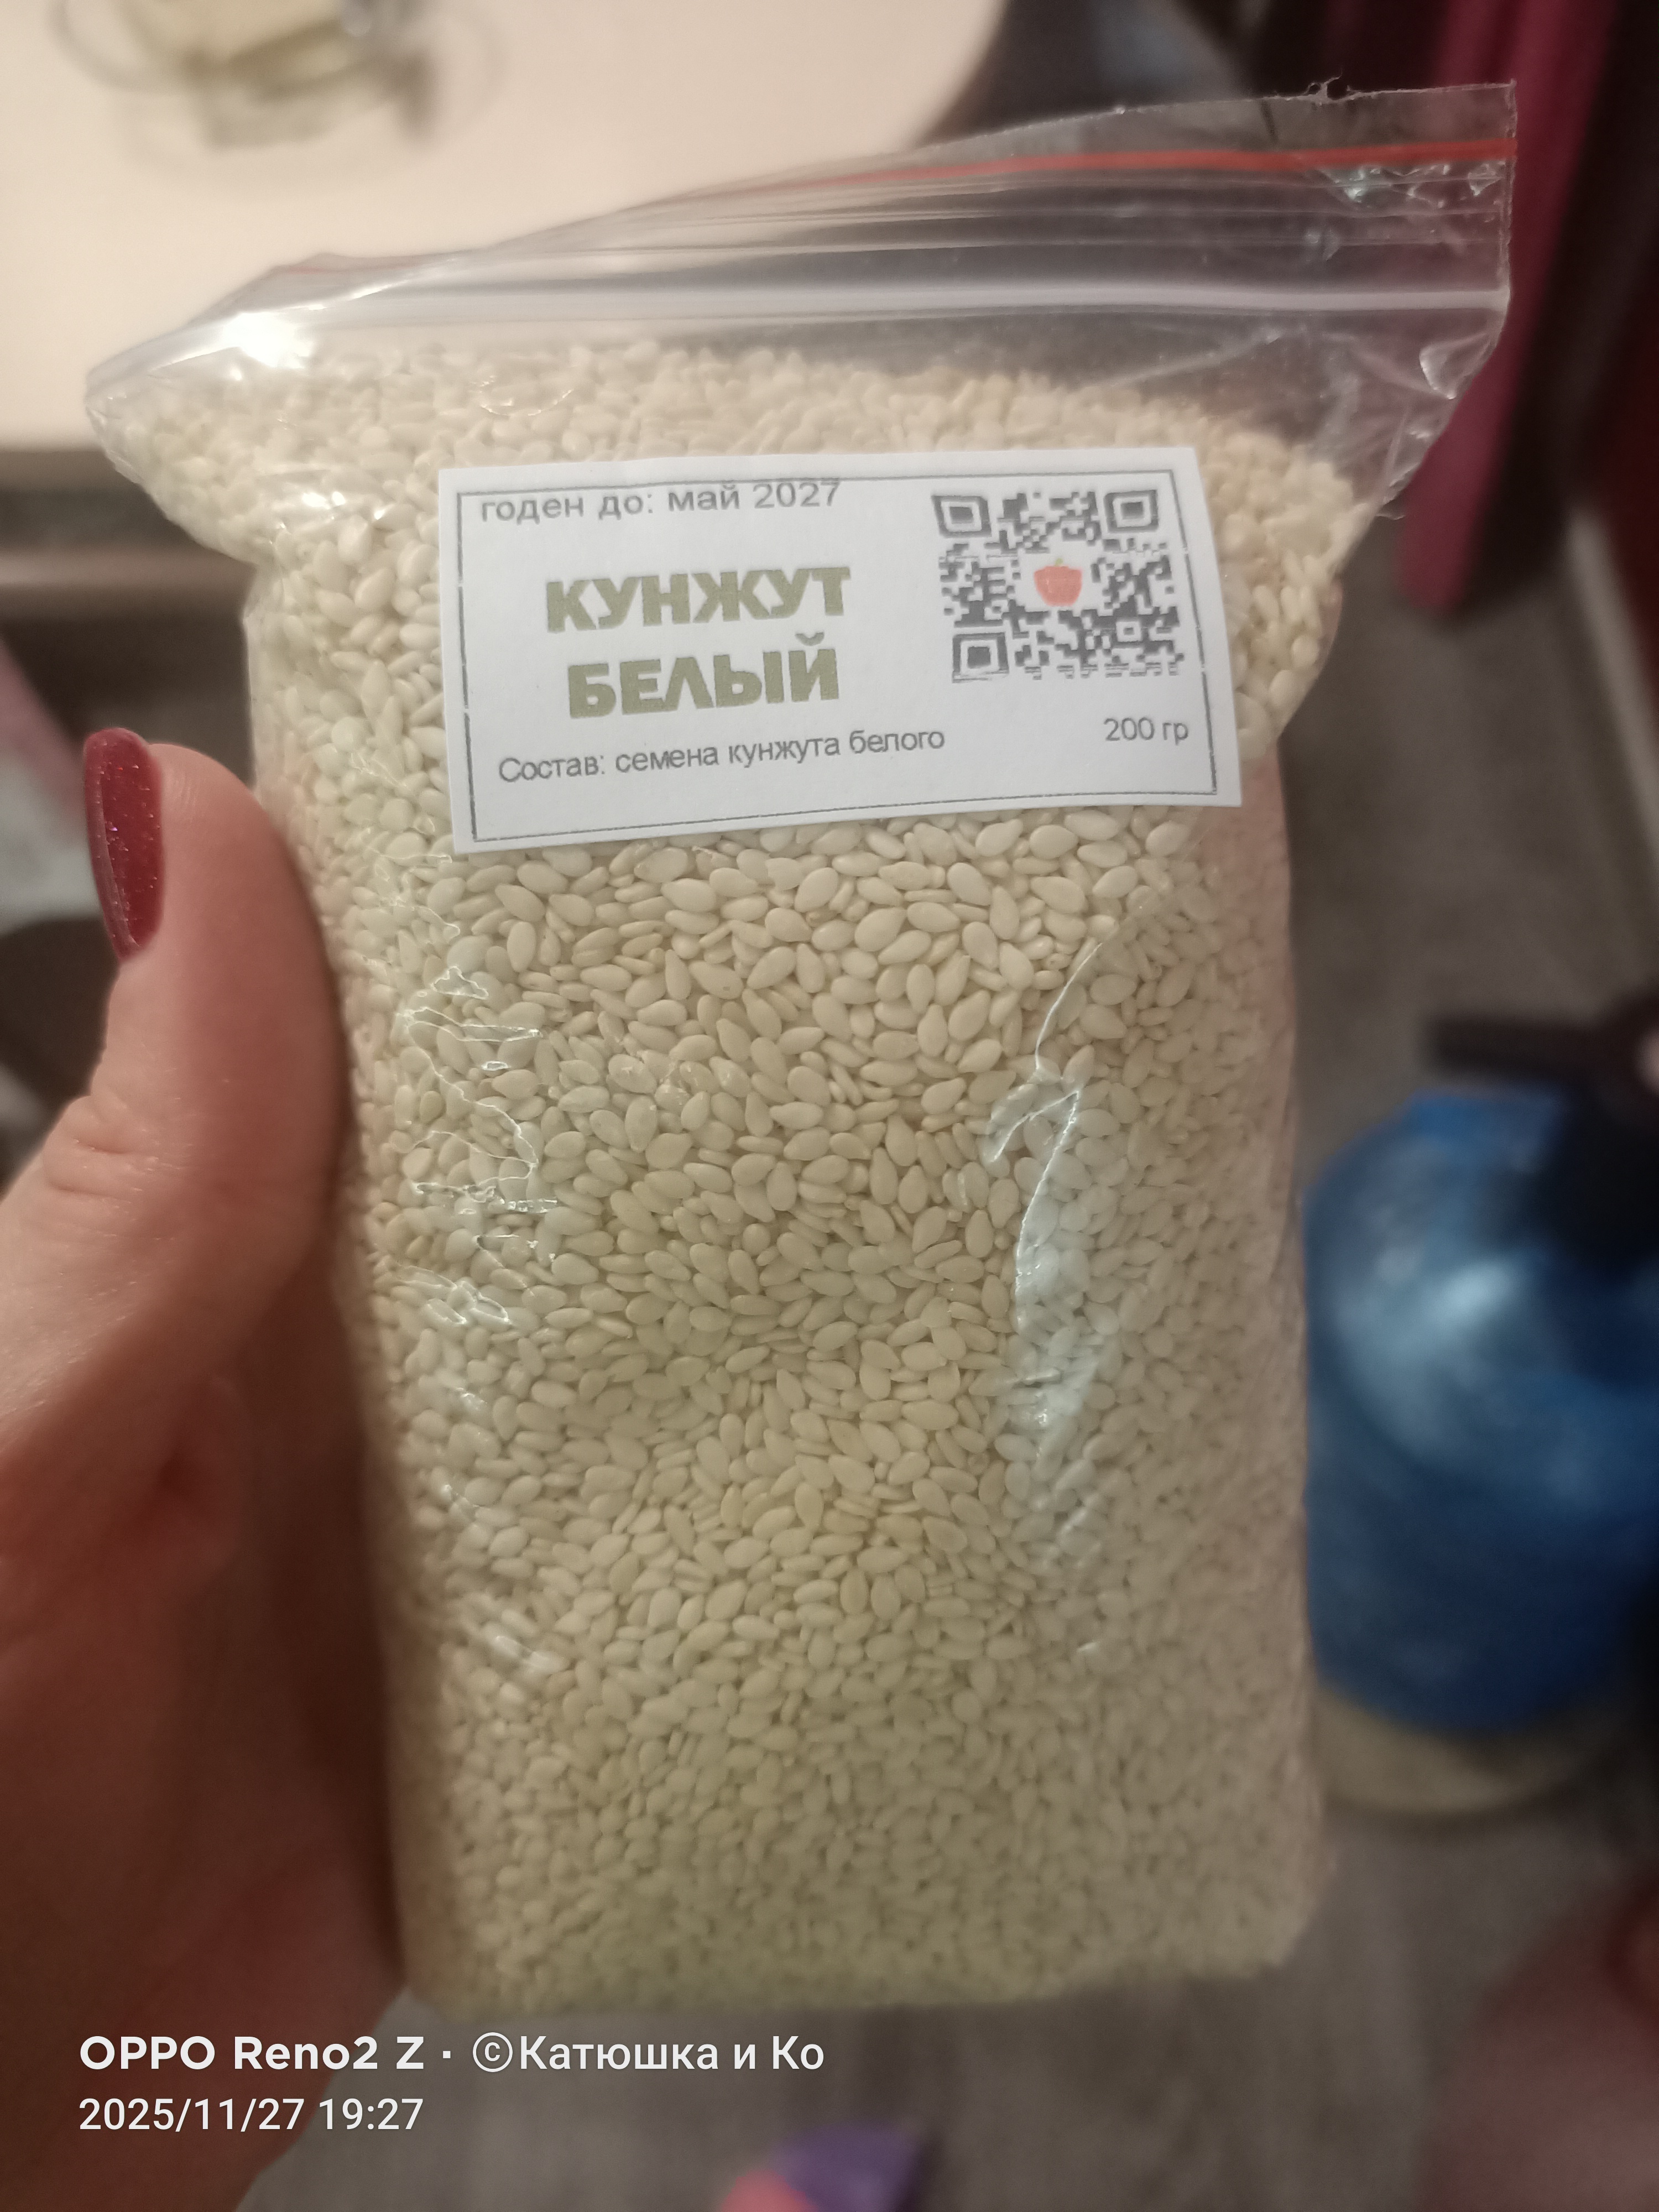 годен до: май 2027
КУНЖУТ
БЕЛЫЙ
Состав: семена кунжута белого
200 гр
OPPO Reno2 Z · ©Катюшка и Ко
2025/11/27 19:27